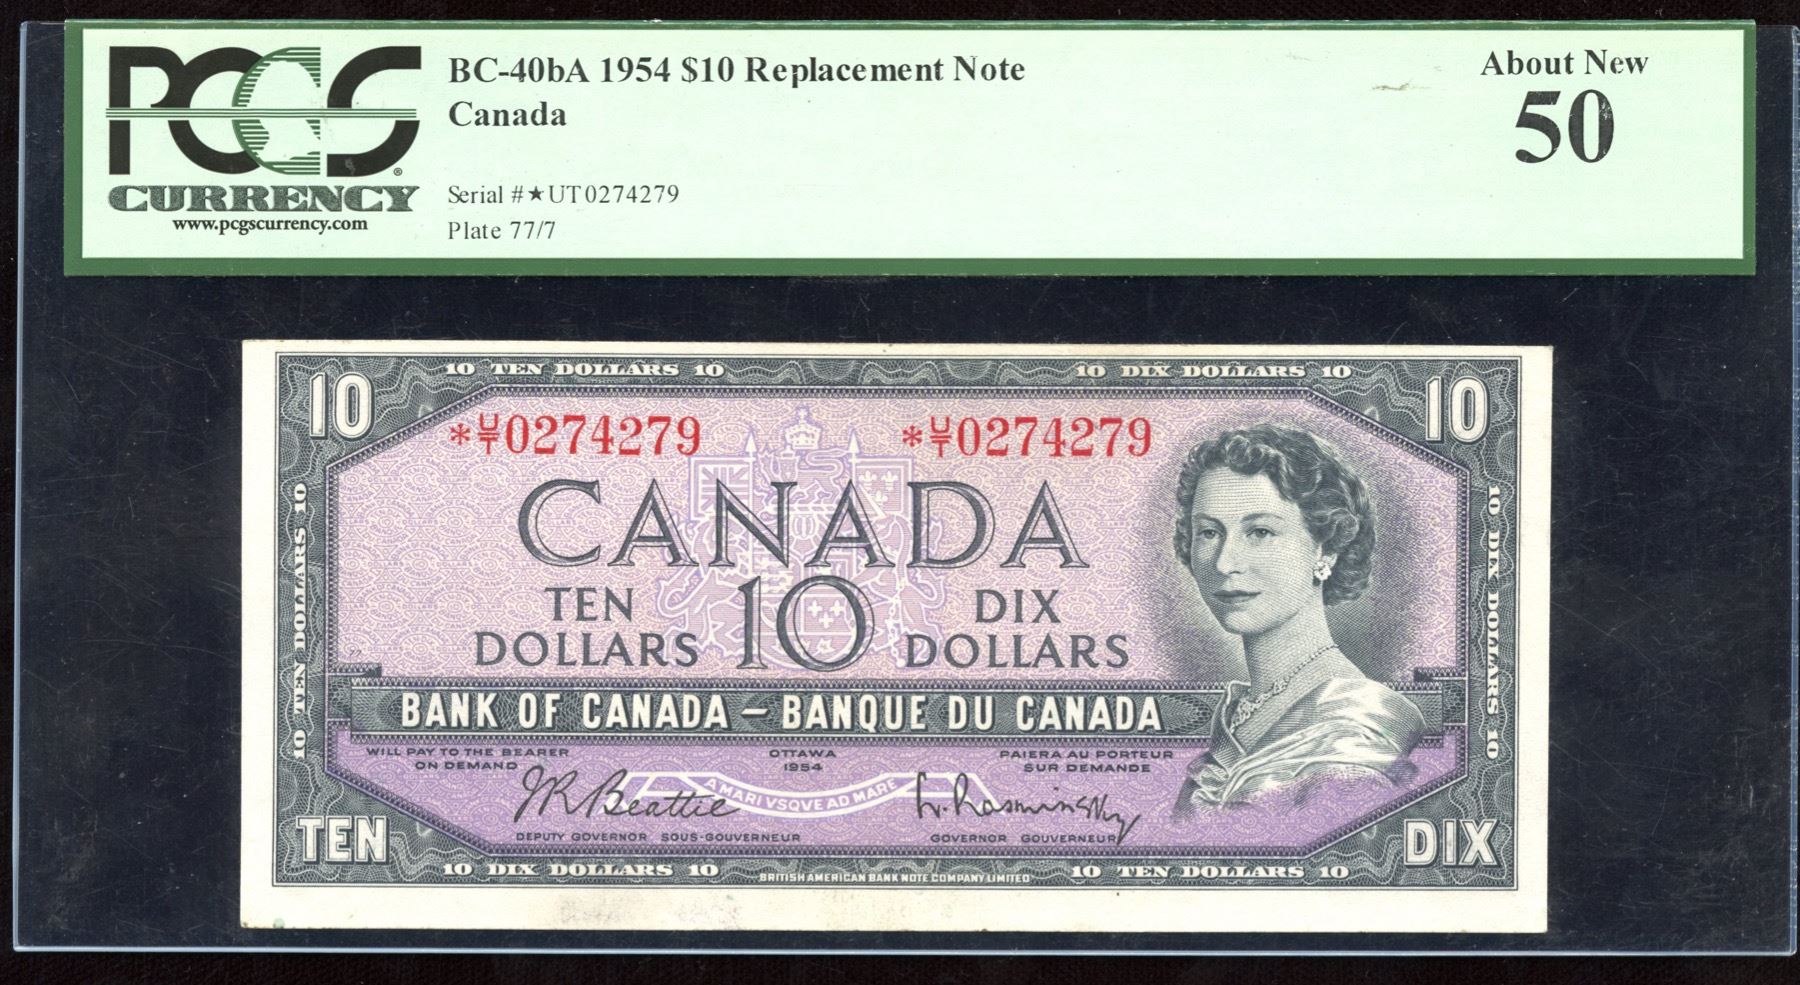 PCGS
CURRENCY
www.pcgscurrency.com
BC-40bA 1954 $10 Replacement Note
Canada
Serial #★UT0274279
Plate 77/7
About New
50
10 TEN DOLLARS 10
10 DIX DOLLARS 10
10
10
*U/T0274279
*U/T0274279
CANADA
TEN
DOLLARS
10
DIX
DOLLARS
10 TEN DOLLARS 10
10 DIX DOLLARS 10
77
BANK OF CANADA – BANQUE DU CANADA
WILL PAY TO THE BEARER
ON DEMAND
OTTAWA
1954
PAIERA AU PORTEUR
SUR DEMANDE
A MARI VSQVE AD MARE
JRBeattie
L. Rasminsky
DEPUTY GOVERNOR SOUS-GOUVERNEUR
GOVERNOR GOUVERNEUR
TEN
DIX
10 DIX DOLLARS 10
BRITISH AMERICAN BANK NOTE COMPANY LIMITED
10 TEN DOLLARS 10